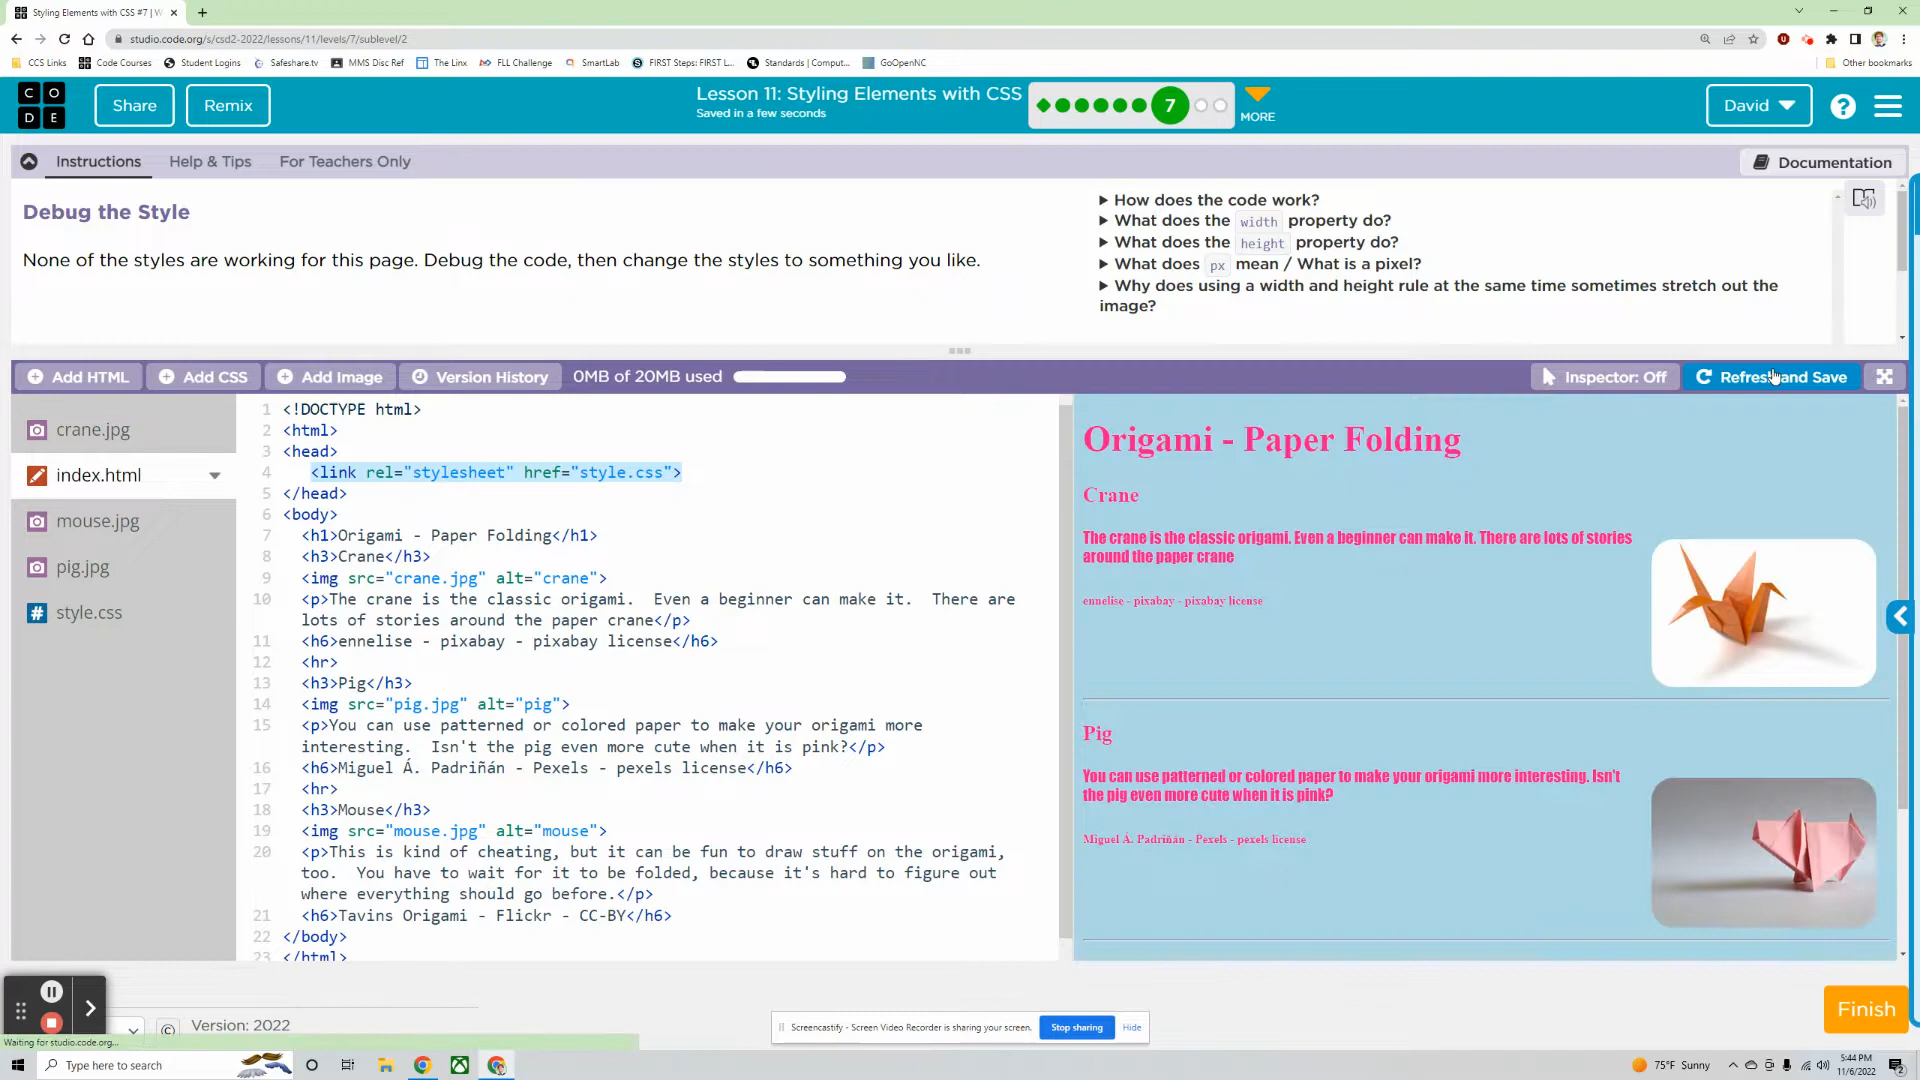 Styling Elements with CSS #7 | W
studio.code.org/s/csd2-2022/lessons/11/levels/7/sublevel/2
CCS Links Code Courses Student Logins Safeshare.tv MMS Disc Ref The Linx FLL Challenge SmartLab FIRST Steps: FIRST L... Standards | Comput... GoOpenNC Other bookmarks
CODE
Share
Remix
Lesson 11: Styling Elements with CSS
Saved in a few seconds
7
MORE
David
?
Instructions Help & Tips For Teachers Only
Documentation
Debug the Style
None of the styles are working for this page. Debug the code, then change the styles to something you like.
How does the code work?
What does the width property do?
What does the height property do?
What does px mean / What is a pixel?
Why does using a width and height rule at the same time sometimes stretch out the
image?
Add HTML Add CSS Add Image Version History 0MB of 20MB used
Inspector: Off Refresh and Save
crane.jpg
index.html
mouse.jpg
pig.jpg
# style.css
1 <!DOCTYPE html>
2 <html>
3 <head>
4 <link rel="stylesheet" href="style.css">
5 </head>
6 <body>
7 <h1>Origami - Paper Folding</h1>
8 <h3>Crane</h3>
9 <img src="crane.jpg" alt="crane">
10 <p>The crane is the classic origami.  Even a beginner can make it.  There are
lots of stories around the paper crane</p>
11 <h6>ennelise - pixabay - pixabay license</h6>
12 <hr>
13 <h3>Pig</h3>
14 <img src="pig.jpg" alt="pig">
15 <p>You can use patterned or colored paper to make your origami more
interesting.  Isn't the pig even more cute when it is pink?</p>
16 <h6>Miguel Á. Padriñán - Pexels - pexels license</h6>
17 <hr>
18 <h3>Mouse</h3>
19 <img src="mouse.jpg" alt="mouse">
20 <p>This is kind of cheating, but it can be fun to draw stuff on the origami,
too.  You have to wait for it to be folded, because it's hard to figure out
where everything should go before.</p>
21 <h6>Tavins Origami - Flickr - CC-BY</h6>
22 </body>
23 </html>
Origami - Paper Folding
Crane
The crane is the classic origami. Even a beginner can make it. There are lots of stories
around the paper crane
ennelise - pixabay - pixabay license
Pig
You can use patterned or colored paper to make your origami more interesting. Isn't
the pig even more cute when it is pink?
Miguel Á. Padriñán - Pexels - pexels license
Finish
© Version: 2022
Screencastify - Screen Video Recorder is sharing your screen. Stop sharing Hide
Waiting for studio.code.org...
Type here to search
75°F Sunny
5:44 PM
11/6/2022
2